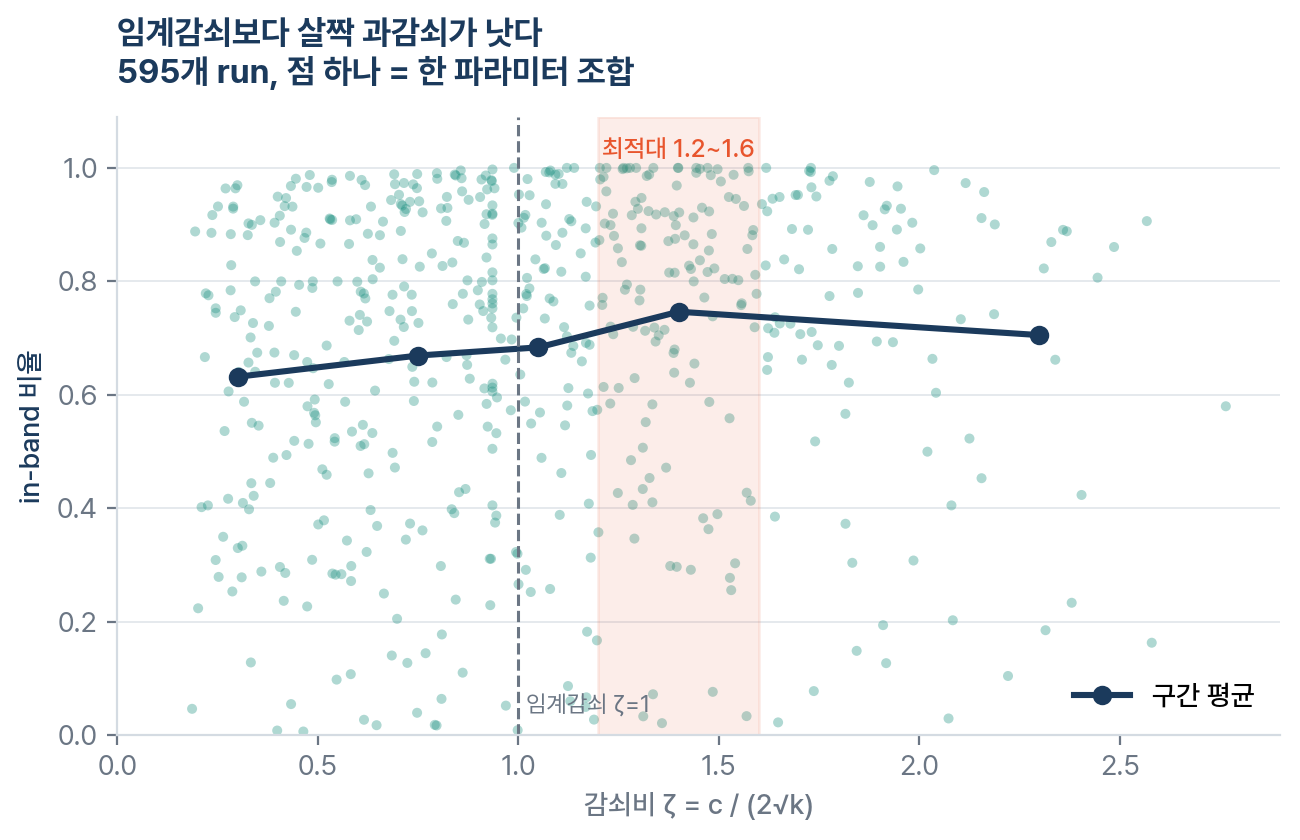 임계감쇠보다 살짝 과감쇠가 낫다
595개 run, 점 하나 = 한 파라미터 조합
최적대 1.2~1.6
1.0
0.8
0.6
0.4
0.2
0.0
in-band 비율
임계감쇠 ζ=1
구간 평균
0.0 0.5 1.0 1.5 2.0 2.5
감쇠비 ζ = c / (2√k)